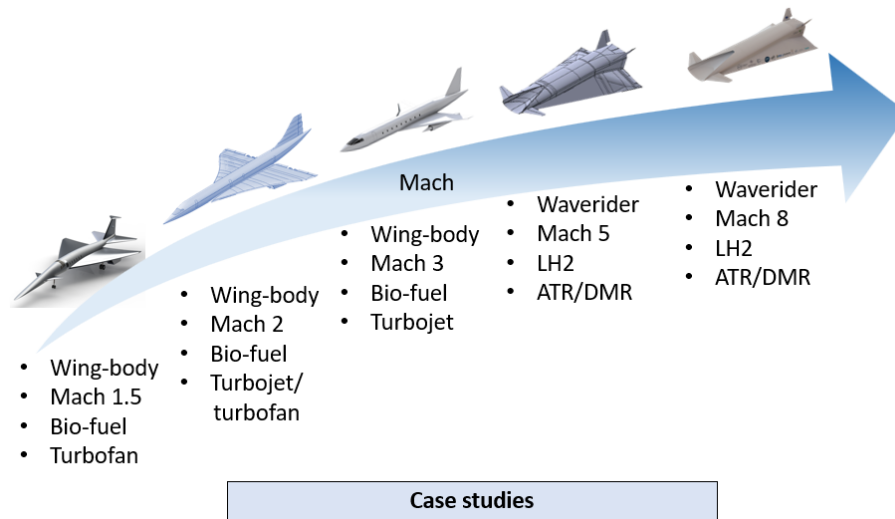 Mach
• Wing-body
• Mach 1.5
• Bio-fuel
• Turbofan
• Wing-body
• Mach 2
• Bio-fuel
• Turbojet/
turbofan
• Wing-body
• Mach 3
• Bio-fuel
• Turbojet
• Waverider
• Mach 5
• LH2
• ATR/DMR
• Waverider
• Mach 8
• LH2
• ATR/DMR
Case studies